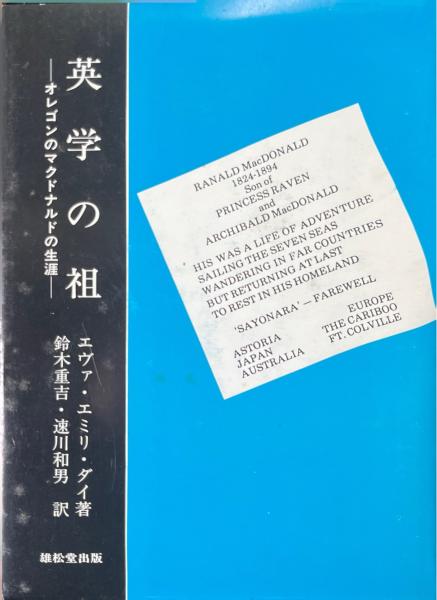 英学の祖
―オレゴンのマクドナルドの生涯―
エヴァ・エミリ・ダイ著
鈴木重吉・速川和男 訳
雄松堂出版
RANALD MacDONALD
1824-1894
Son of
PRINCESS RAVEN
and
ARCHIBALD MacDONALD
HIS WAS A LIFE OF ADVENTURE
SAILING THE SEVEN SEAS
WANDERING IN FAR COUNTRIES
BUT RETURNING AT LAST
TO REST IN HIS HOMELAND
'SAYONARA' – FAREWELL
ASTORIA EUROPE
JAPAN THE CARIBOO
AUSTRALIA FT. COLVILLE